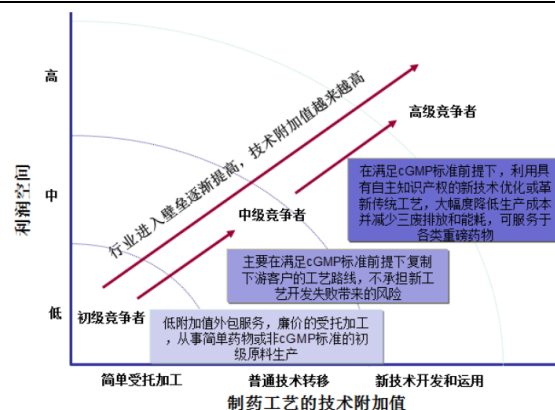 高
行业进入壁垒逐渐提高，技术附加值越来越高
高级竞争者
在满足cGMP标准前提下，利用具
有自主知识产权的新技术优化或革
新传统工艺，大幅度降低生产成本
并减少三废排放和能耗，可服务于
各类重磅药物
利润空间
中
中级竞争者
主要在满足cGMP标准前提下复制
下游客户的工艺路线，不承担新工
艺开发失败带来的风险
低
初级竞争者
低附加值外包服务，廉价的受托加工
，从事简单药物或非cGMP标准的初
级原料生产
简单受托加工
普通技术转移
新技术开发和运用
制药工艺的技术附加值